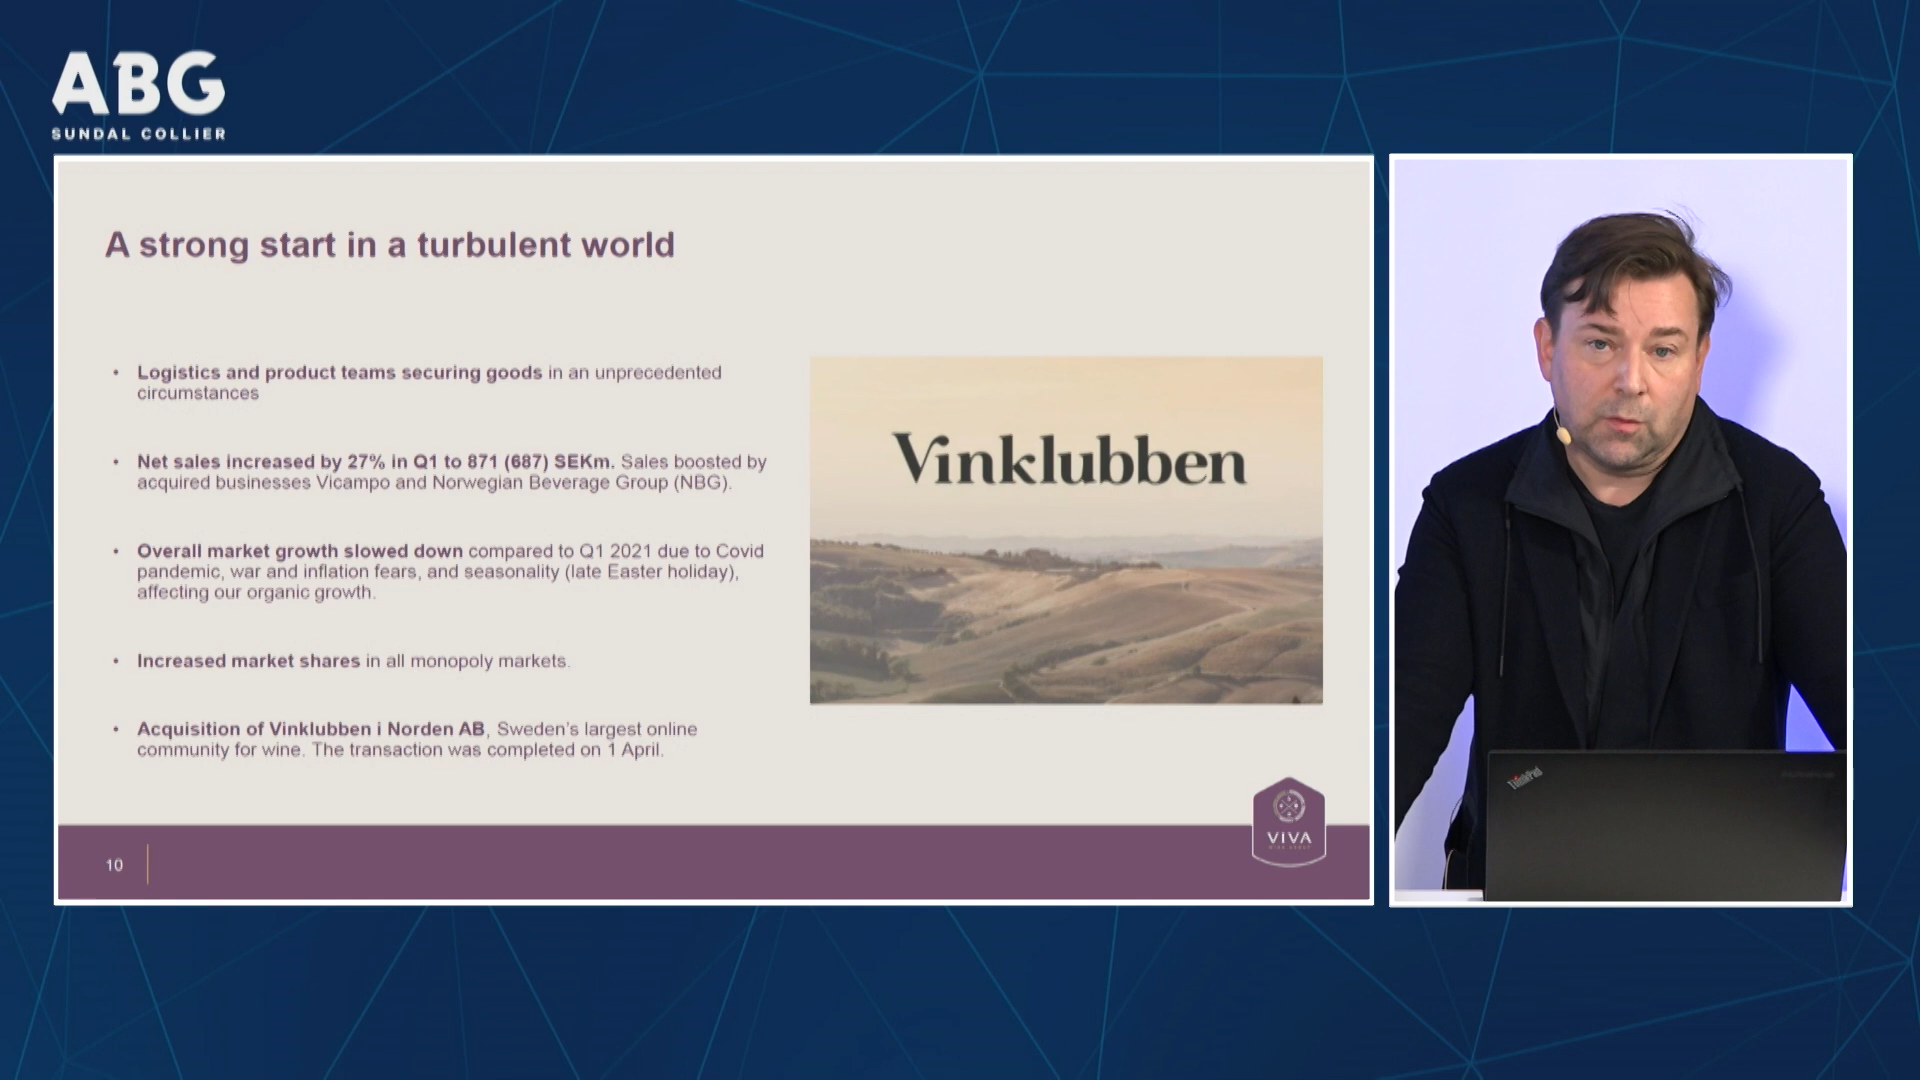 ABG
SUNDAL COLLIER
A strong start in a turbulent world
• Logistics and product teams securing goods in an unprecedented
circumstances
• Net sales increased by 27% in Q1 to 871 (687) SEKm. Sales boosted by
acquired businesses Vicampo and Norwegian Beverage Group (NBG).
• Overall market growth slowed down compared to Q1 2021 due to Covid
pandemic, war and inflation fears, and seasonality (late Easter holiday),
affecting our organic growth.
• Increased market shares in all monopoly markets.
• Acquisition of Vinklubben i Norden AB, Sweden's largest online
community for wine. The transaction was completed on 1 April.
Vinklubben
10
VIVA
WINE GROUP
ThinkPad